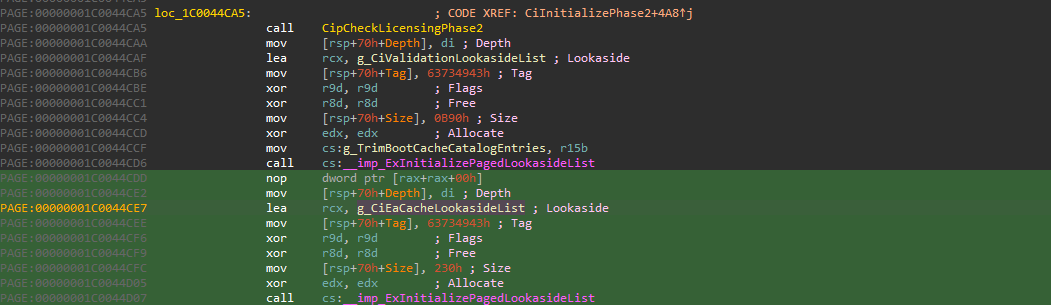 PAGE:00000001C0044CA5 loc_1C0044CA5: ; CODE XREF: CiInitializePhase2+4A8↑j
PAGE:00000001C0044CA5 call CipCheckLicensingPhase2
PAGE:00000001C0044CAA mov [rsp+70h+Depth], di ; Depth
PAGE:00000001C0044CAF lea rcx, g_CiValidationLookasideList ; Lookaside
PAGE:00000001C0044CB6 mov [rsp+70h+Tag], 63734943h ; Tag
PAGE:00000001C0044CBE xor r9d, r9d ; Flags
PAGE:00000001C0044CC1 xor r8d, r8d ; Free
PAGE:00000001C0044CC4 mov [rsp+70h+Size], 0B90h ; Size
PAGE:00000001C0044CCD xor edx, edx ; Allocate
PAGE:00000001C0044CCF mov cs:g_TrimBootCacheCatalogEntries, r15b
PAGE:00000001C0044CD6 call cs:__imp_ExInitializePagedLookasideList
PAGE:00000001C0044CDD nop dword ptr [rax+rax+00h]
PAGE:00000001C0044CE2 mov [rsp+70h+Depth], di ; Depth
PAGE:00000001C0044CE7 lea rcx, g_CiEaCacheLookasideList ; Lookaside
PAGE:00000001C0044CEE mov [rsp+70h+Tag], 63734943h ; Tag
PAGE:00000001C0044CF6 xor r9d, r9d ; Flags
PAGE:00000001C0044CF9 xor r8d, r8d ; Free
PAGE:00000001C0044CFC mov [rsp+70h+Size], 230h ; Size
PAGE:00000001C0044D05 xor edx, edx ; Allocate
PAGE:00000001C0044D07 call cs:__imp_ExInitializePagedLookasideList